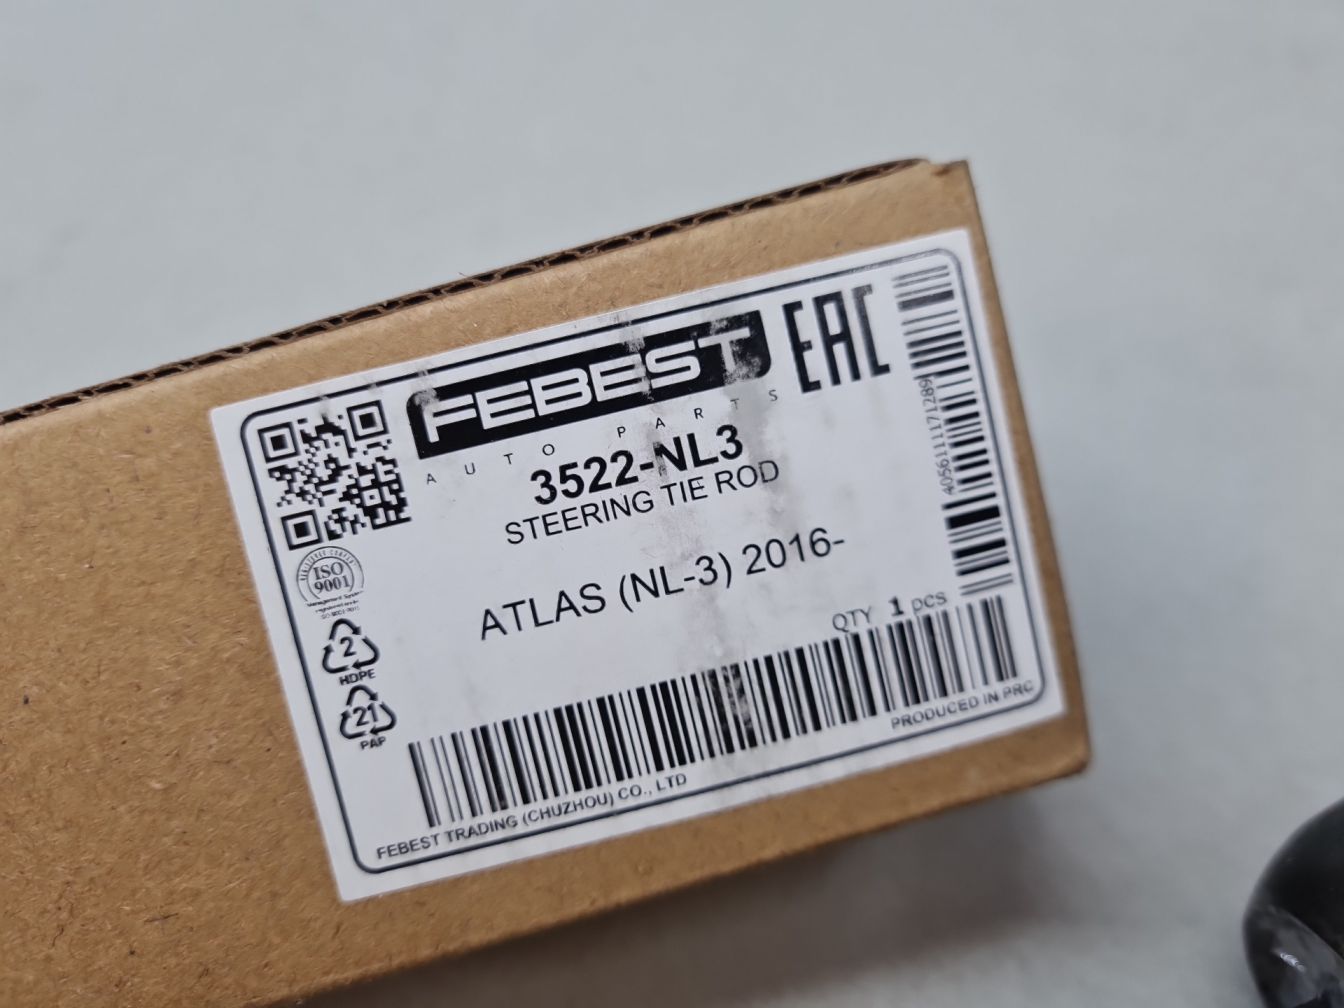 FEBEST
AUTO PARTS
EAC
3522-NL3
STEERING TIE ROD
ATLAS (NL-3) 2016-
QTY 1 pcs
4056111171289
ISO
9001
2
HDPE
21
PAP
PRODUCED IN PRC
FEBEST TRADING (CHUZHOU) CO., LTD